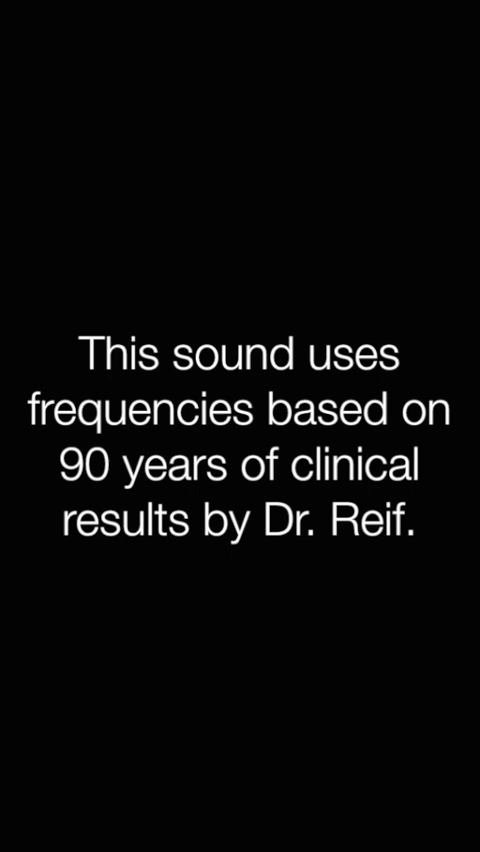 This sound uses
frequencies based on
90 years of clinical
results by Dr. Reif.